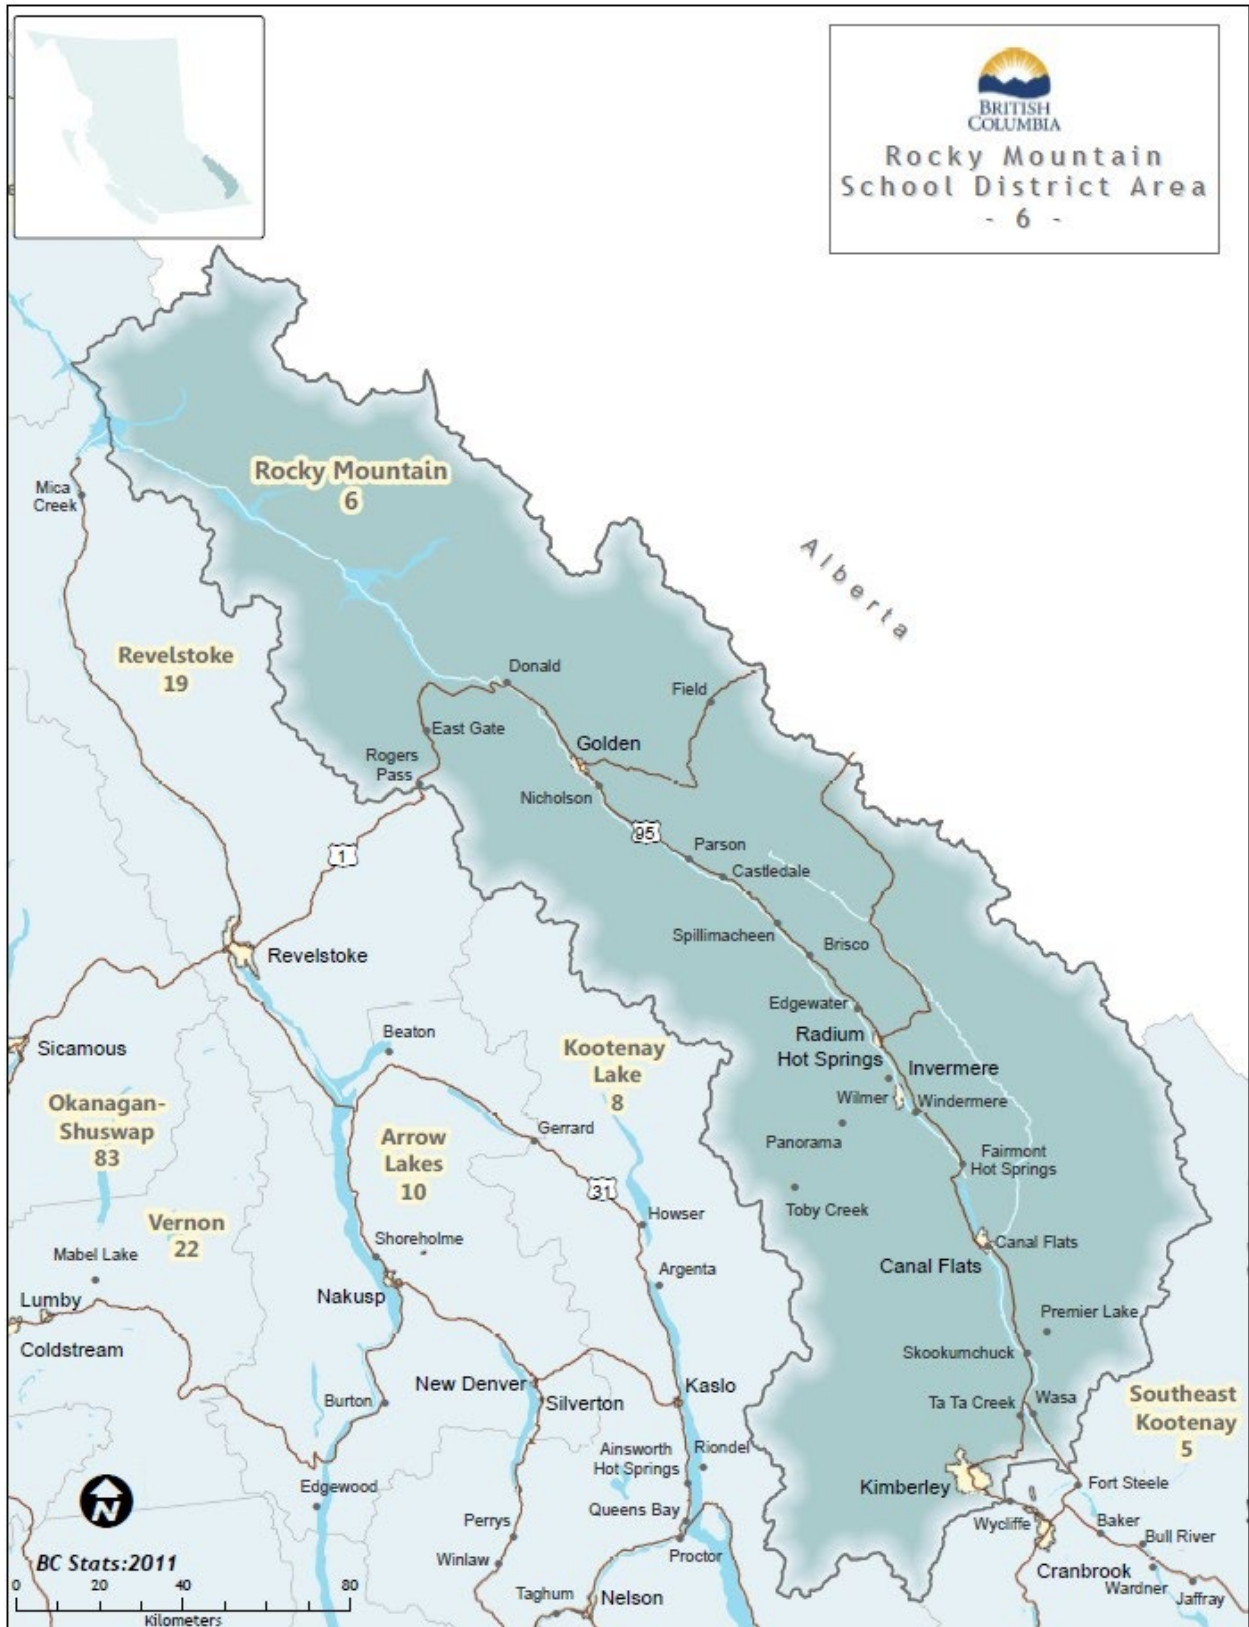 BRITISH
COLUMBIA
Rocky Mountain
School District Area
- 6 -
Rocky Mountain
6
Mica
Creek
Alberta
Revelstoke
19
Donald
Field
East Gate
Golden
Rogers
Pass
Nicholson
95
1
Parson
Castledale
Spillimacheen
Brisco
Revelstoke
Edgewater
Radium
Hot Springs
Sicamous
Beaton
Kootenay
Lake
8
Invermere
Wilmer
Windermere
Okanagan-
Shuswap
83
Arrow
Lakes
10
Gerrard
Panorama
Fairmont
Hot Springs
31
Toby Creek
Vernon
22
Howser
Mabel Lake
Shoreholme
Canal Flats
Canal Flats
Argenta
Nakusp
Lumby
Premier Lake
Coldstream
Skookumchuck
New Denver
Silverton
Kaslo
Burton
Ta Ta Creek
Wasa
Southeast
Kootenay
5
Ainsworth
Hot Springs
Riondel
Edgewood
Kimberley
Fort Steele
Queens Bay
Perrys
Wycliffe
Baker
Bull River
Proctor
Winlaw
Cranbrook
Wardner
Jaffray
Taghum
Nelson
N
BC Stats:2011
0 20 40 80
Kilometers